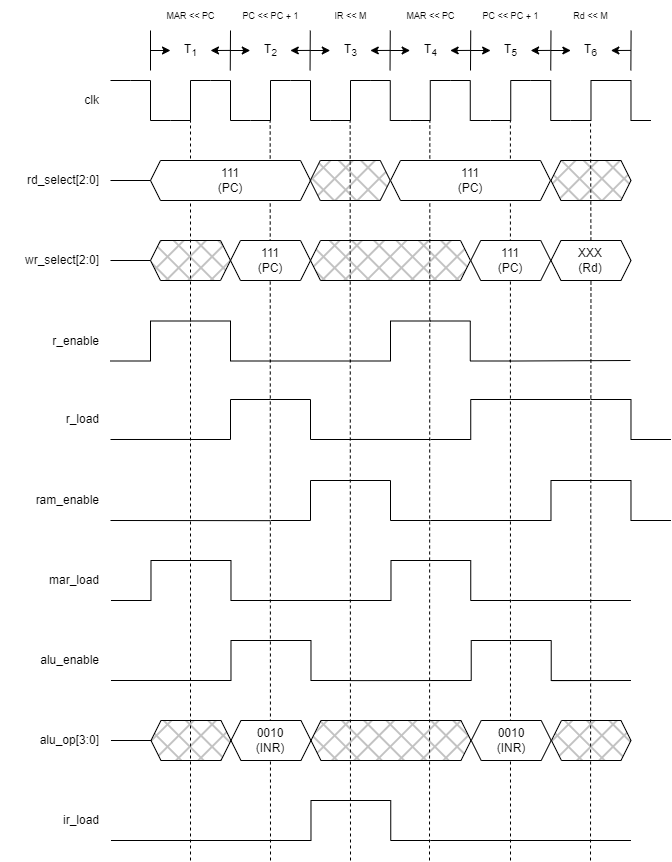 MAR << PC PC << PC + 1 IR << M MAR << PC PC << PC + 1 Rd << M
T1 T2 T3 T4 T5 T6
clk
rd_select[2:0] 111 111
(PC) (PC)
wr_select[2:0] 111 111 XXX
(PC) (PC) (Rd)
r_enable
r_load
ram_enable
mar_load
alu_enable
alu_op[3:0] 0010 0010
(INR) (INR)
ir_load